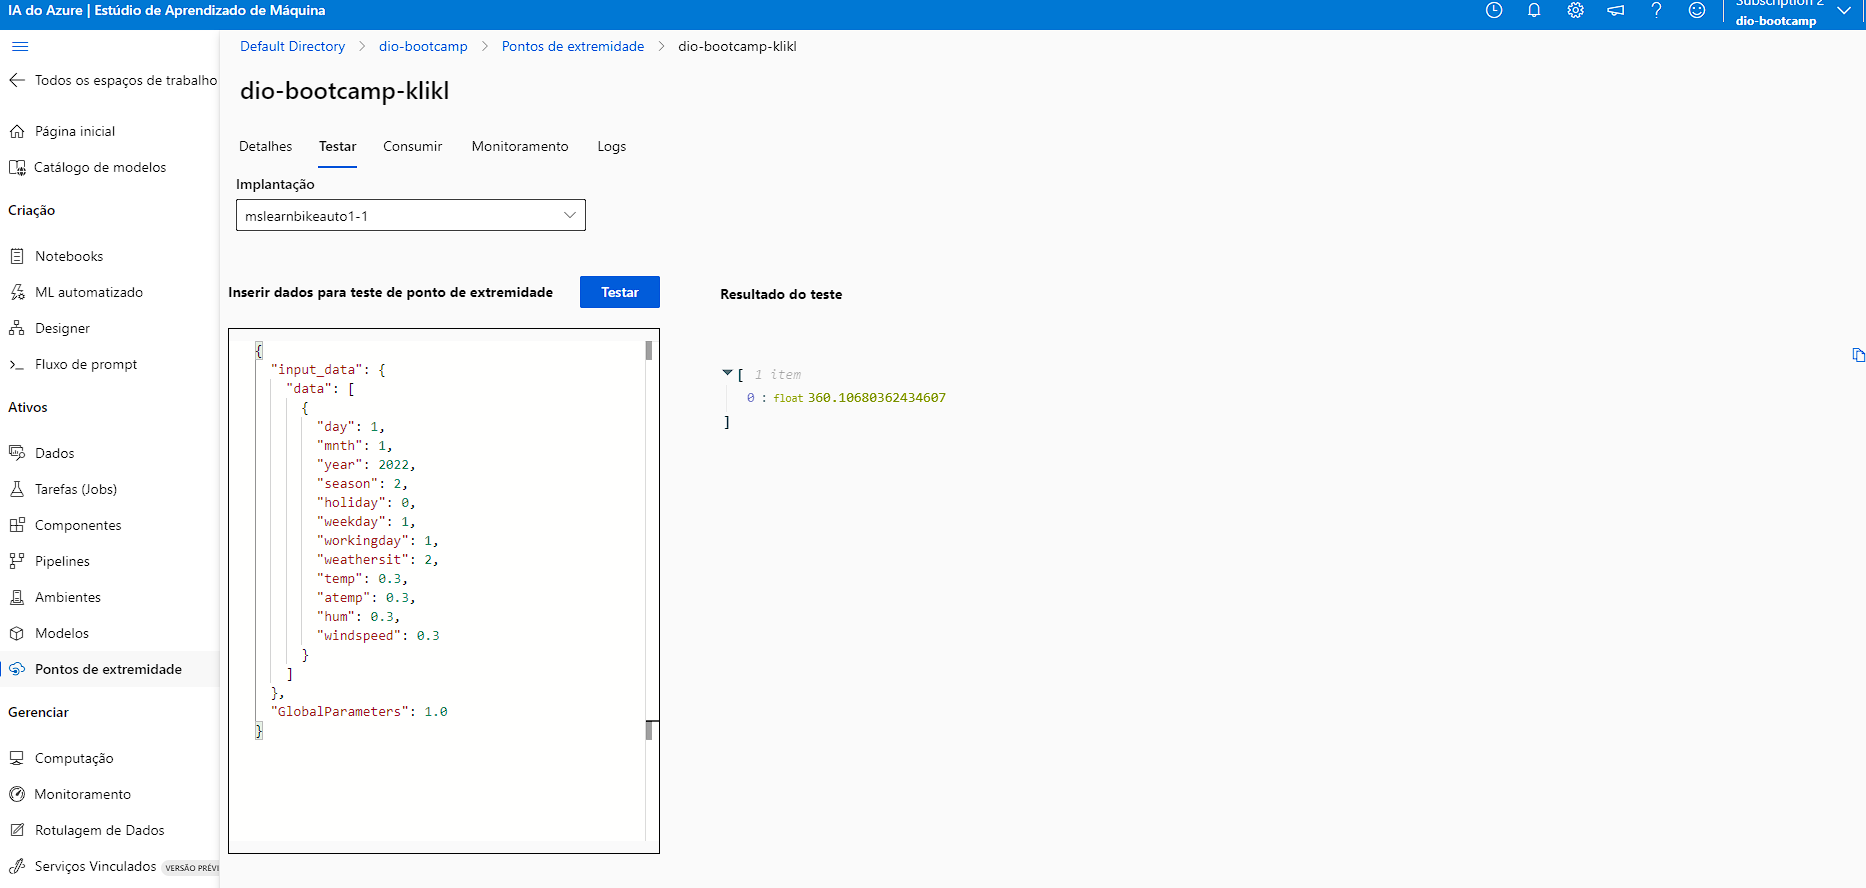 IA do Azure | Estúdio de Aprendizado de Máquina
Subscription 2
dio-bootcamp
Default Directory > dio-bootcamp > Pontos de extremidade > dio-bootcamp-klikl
Todos os espaços de trabalho
dio-bootcamp-klikl
Página inicial
Catálogo de modelos
Criação
Notebooks
ML automatizado
Designer
Fluxo de prompt
Ativos
Dados
Tarefas (Jobs)
Componentes
Pipelines
Ambientes
Modelos
Pontos de extremidade
Gerenciar
Computação
Monitoramento
Rotulagem de Dados
Serviços Vinculados VERSÃO PRÉVI
Detalhes Testar Consumir Monitoramento Logs
Implantação
mslearnbikeauto1-1
Inserir dados para teste de ponto de extremidade
Testar
{
"input_data": {
"data": [
{
"day": 1,
"mnth": 1,
"year": 2022,
"season": 2,
"holiday": 0,
"weekday": 1,
"workingday": 1,
"weathersit": 2,
"temp": 0.3,
"atemp": 0.3,
"hum": 0.3,
"windspeed": 0.3
}
]
},
"GlobalParameters": 1.0
}
Resultado do teste
[ 1 item
0 : float 360.10680362434607
]